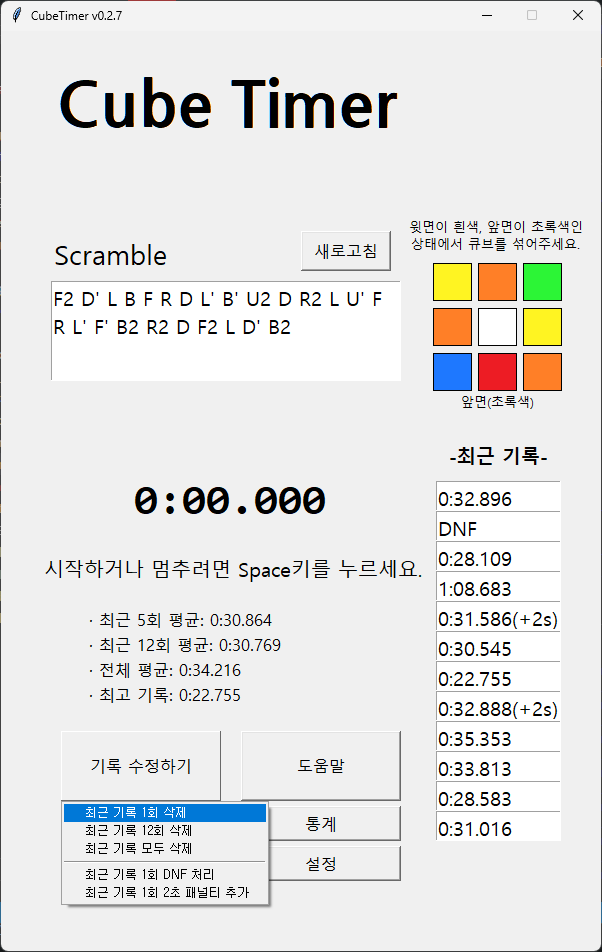 CubeTimer v0.2.7
Cube Timer
Scramble
새로고침
F2 D' L B F R D L' B' U2 D R2 L U' F
R L' F' B2 R2 D F2 L D' B2
윗면이 흰색, 앞면이 초록색인
상태에서 큐브를 섞어주세요.
앞면(초록색)
0:00.000
시작하거나 멈추려면 Space키를 누르세요.
· 최근 5회 평균: 0:30.864
· 최근 12회 평균: 0:30.769
· 전체 평균: 0:34.216
· 최고 기록: 0:22.755
-최근 기록-
0:32.896
DNF
0:28.109
1:08.683
0:31.586(+2s)
0:30.545
0:22.755
0:32.888(+2s)
0:35.353
0:33.813
0:28.583
0:31.016
기록 수정하기
도움말
통계
설정
최근 기록 1회 삭제
최근 기록 12회 삭제
최근 기록 모두 삭제
최근 기록 1회 DNF 처리
최근 기록 1회 2초 패널티 추가